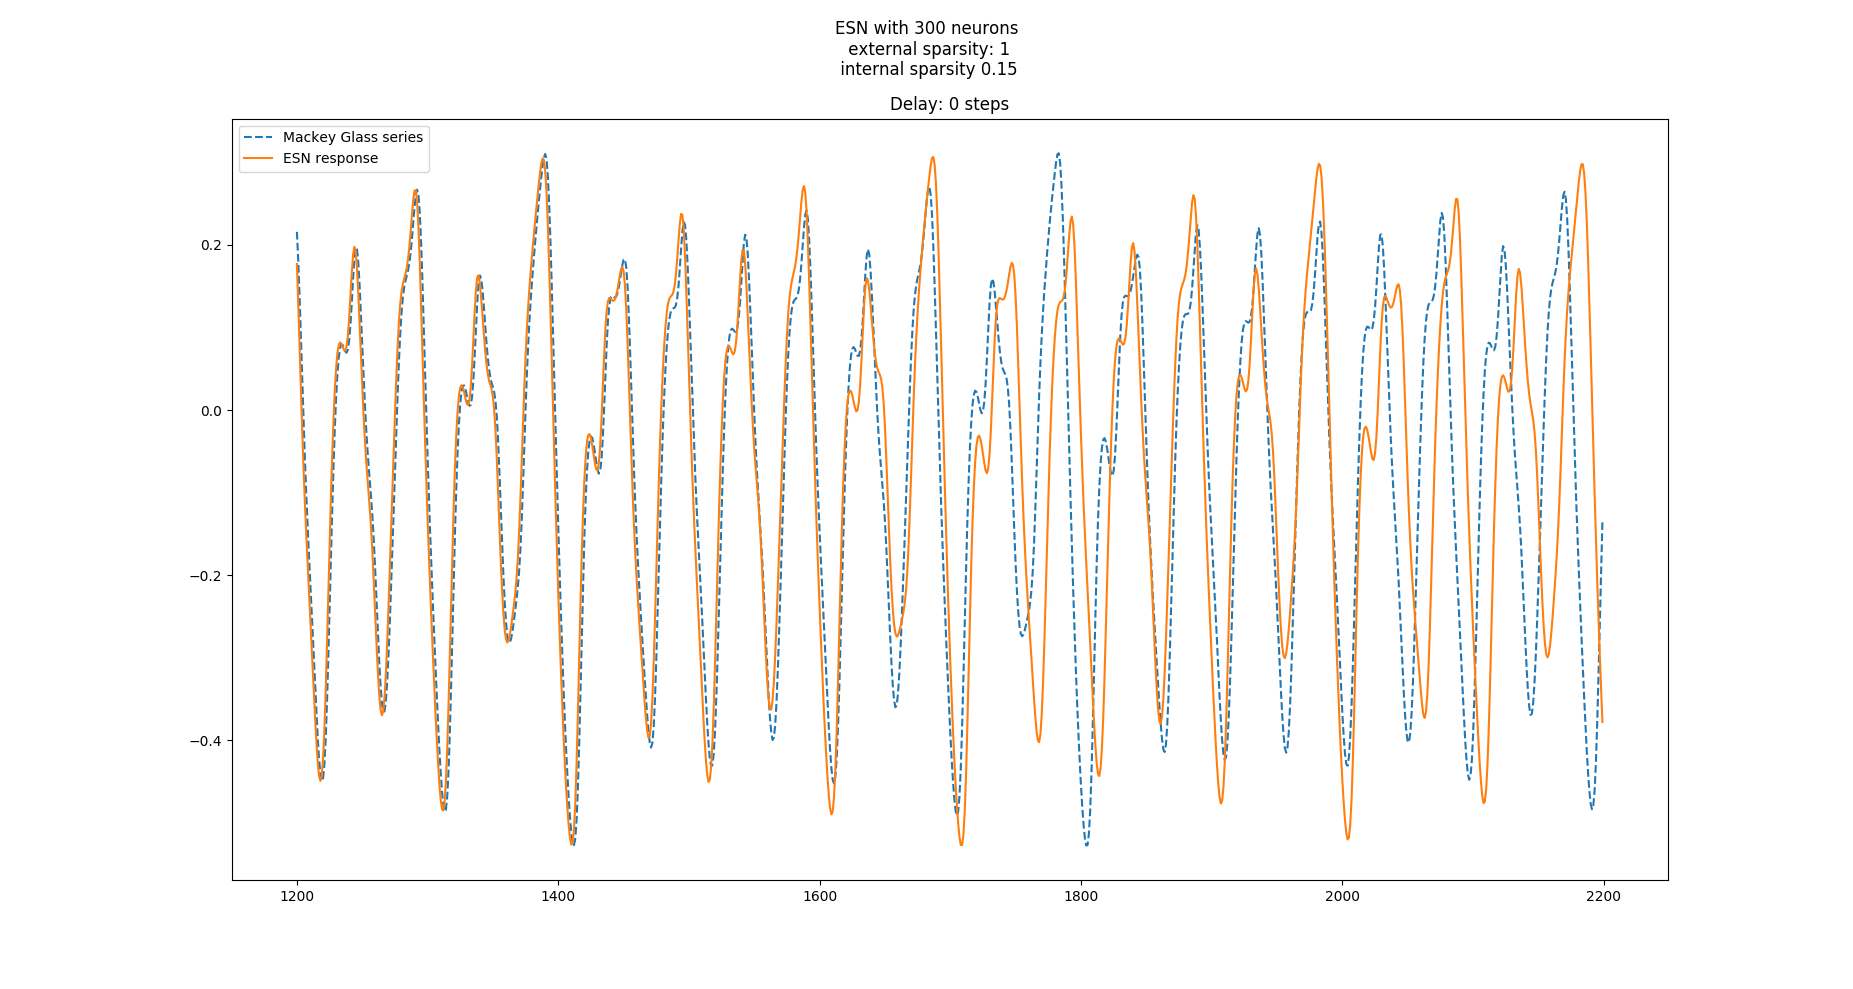 ESN with 300 neurons
external sparsity: 1
internal sparsity 0.15
Delay: 0 steps
Mackey Glass series
ESN response
0.2
0.0
−0.2
−0.4
1200 1400 1600 1800 2000 2200